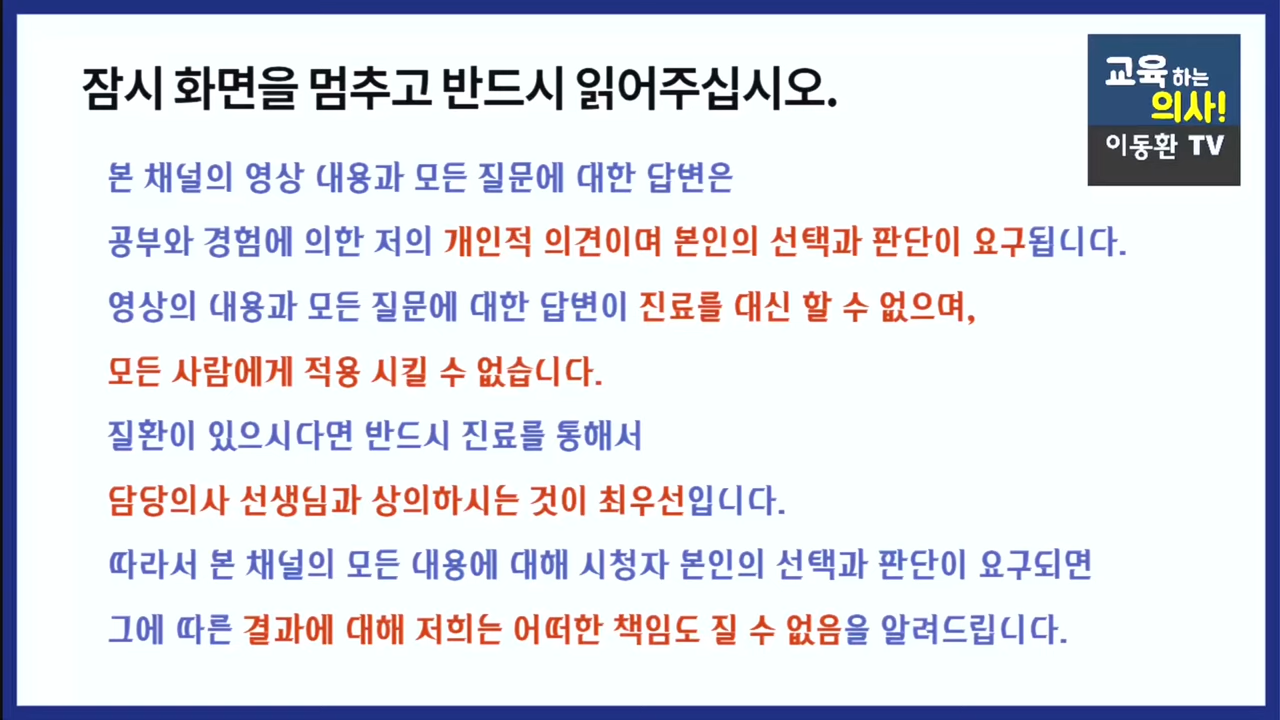 잠시 화면을 멈추고 반드시 읽어주십시오.
교육하는
의사!
이동환 TV
본 채널의 영상 내용과 모든 질문에 대한 답변은
공부와 경험에 의한 저의 개인적 의견이며 본인의 선택과 판단이 요구됩니다.
영상의 내용과 모든 질문에 대한 답변이 진료를 대신 할 수 없으며,
모든 사람에게 적용 시킬 수 없습니다.
질환이 있으시다면 반드시 진료를 통해서
담당의사 선생님과 상의하시는 것이 최우선입니다.
따라서 본 채널의 모든 내용에 대해 시청자 본인의 선택과 판단이 요구되면
그에 따른 결과에 대해 저희는 어떠한 책임도 질 수 없음을 알려드립니다.